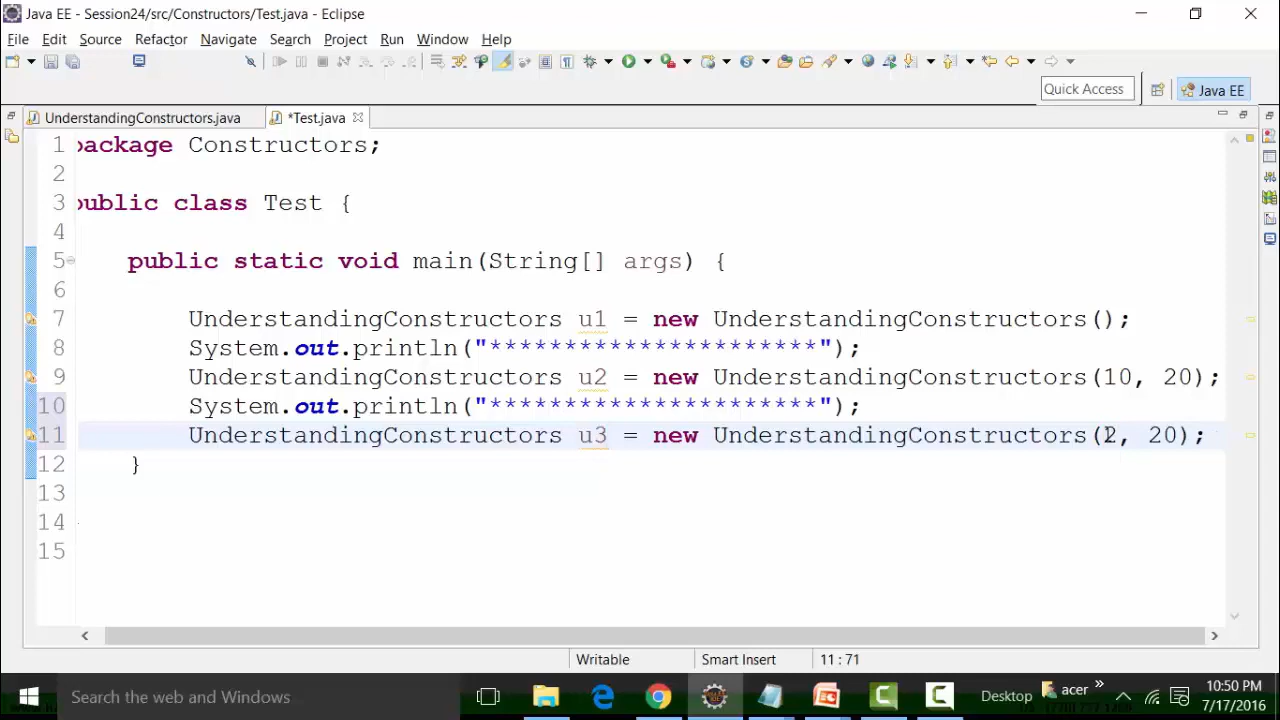 Java EE - Session24/src/Constructors/Test.java - Eclipse
File Edit Source Refactor Navigate Search Project Run Window Help
Quick Access
Java EE
UnderstandingConstructors.java
*Test.java
1 package Constructors;
2
3 public class Test {
4
5 public static void main(String[] args) {
6
7 UnderstandingConstructors u1 = new UnderstandingConstructors();
8 System.out.println("**********************");
9 UnderstandingConstructors u2 = new UnderstandingConstructors(10, 20);
10 System.out.println("**********************");
11 UnderstandingConstructors u3 = new UnderstandingConstructors(2, 20);
12 }
13
14
15
Writable Smart Insert 11 : 71
Search the web and Windows
Desktop acer »
10:50 PM
7/17/2016